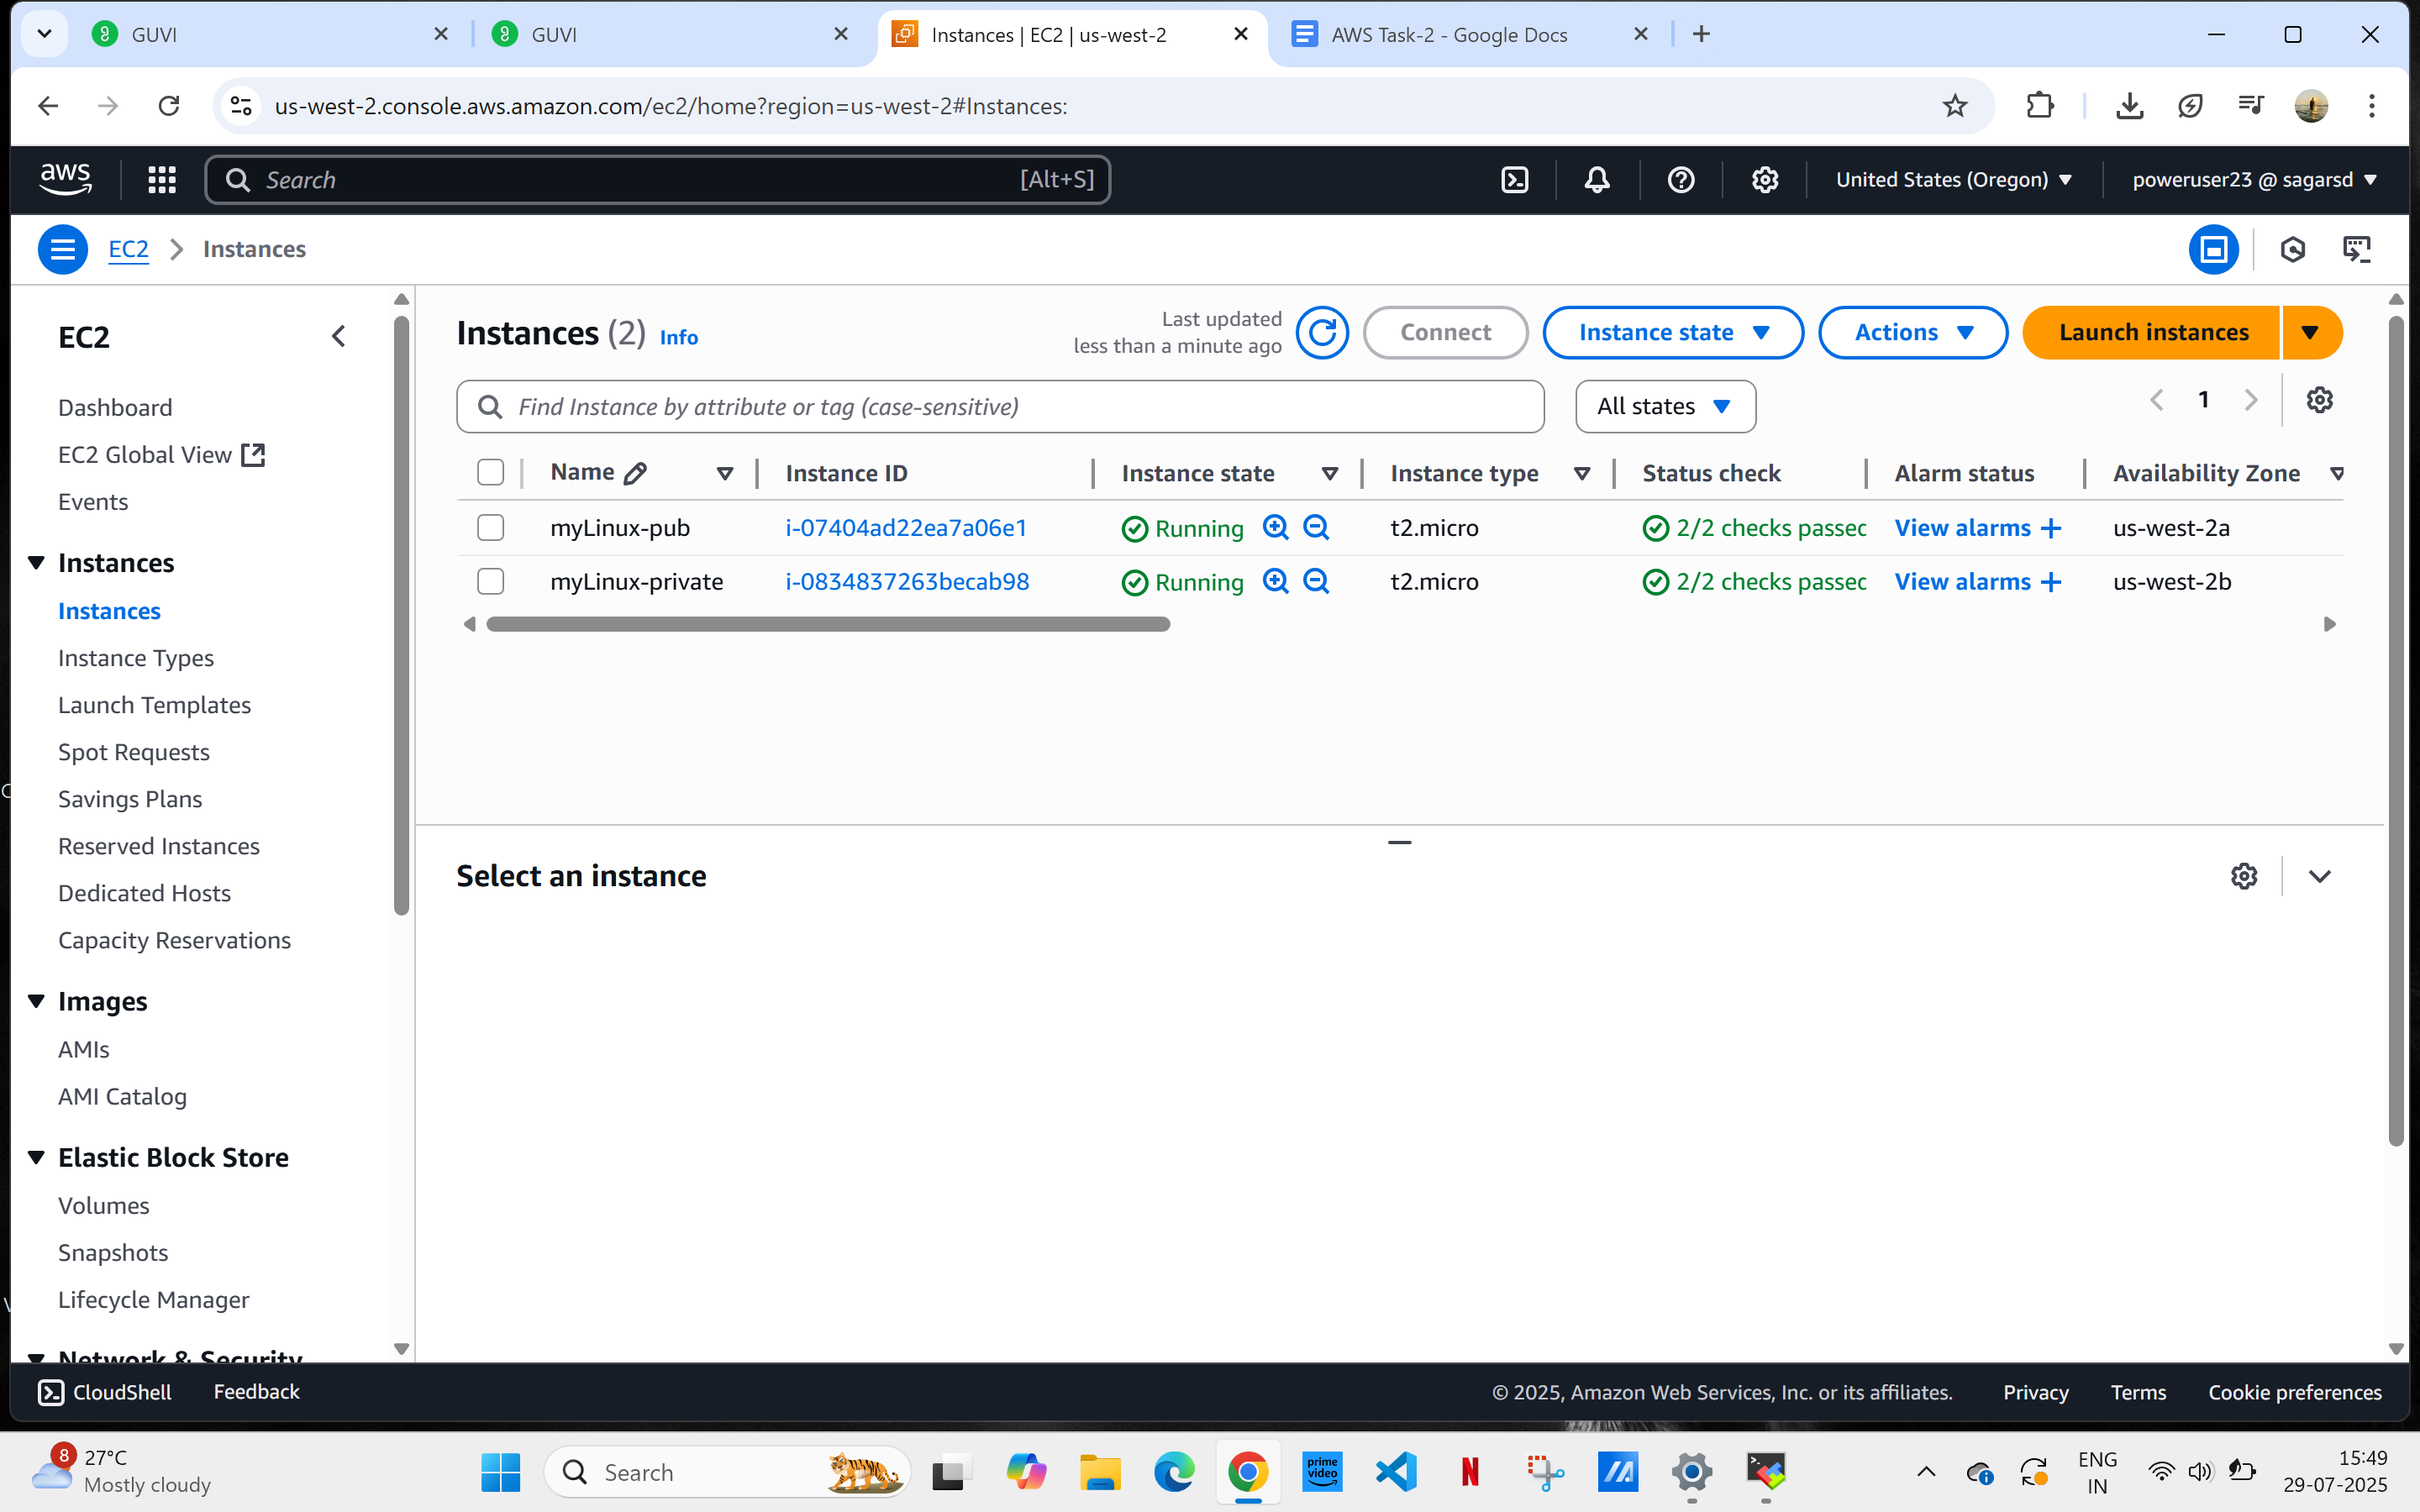 GUVI
GUVI
Instances | EC2 | us-west-2
AWS Task-2 - Google Docs
us-west-2.console.aws.amazon.com/ec2/home?region=us-west-2#Instances:
aws
Search
[Alt+S]
United States (Oregon)
poweruser23 @ sagarsd
EC2
Instances
EC2
Dashboard
EC2 Global View
Events
Instances
Instances
Instance Types
Launch Templates
Spot Requests
Savings Plans
Reserved Instances
Dedicated Hosts
Capacity Reservations
Images
AMIs
AMI Catalog
Elastic Block Store
Volumes
Snapshots
Lifecycle Manager
Network & Security
Instances (2) Info
Last updated
less than a minute ago
Connect
Instance state
Actions
Launch instances
Find Instance by attribute or tag (case-sensitive)
All states
1
Name Instance ID Instance state Instance type Status check Alarm status Availability Zone
myLinux-pub i-07404ad22ea7a06e1 Running t2.micro 2/2 checks passec View alarms + us-west-2a
myLinux-private i-0834837263becab98 Running t2.micro 2/2 checks passec View alarms + us-west-2b
Select an instance
CloudShell
Feedback
© 2025, Amazon Web Services, Inc. or its affiliates.
Privacy
Terms
Cookie preferences
8
27°C
Mostly cloudy
Search
prime
video
N
ENG
IN
15:49
29-07-2025